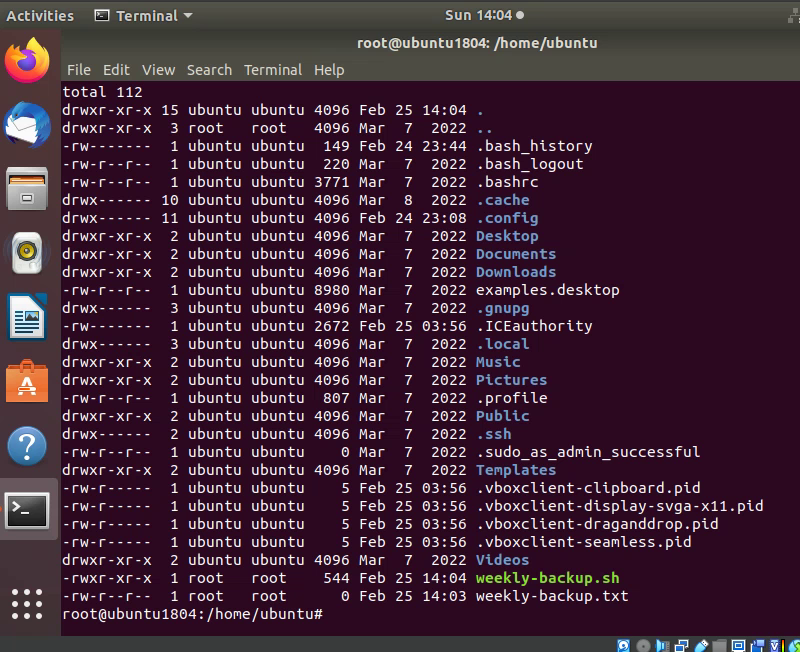 Activities Terminal Sun 14:04
root@ubuntu1804: /home/ubuntu
File Edit View Search Terminal Help
total 112
drwxr-xr-x 15 ubuntu ubuntu 4096 Feb 25 14:04 .
drwxr-xr-x 3 root root 4096 Mar 7 2022 ..
-rw------- 1 ubuntu ubuntu 149 Feb 24 23:44 .bash_history
-rw-r--r-- 1 ubuntu ubuntu 220 Mar 7 2022 .bash_logout
-rw-r--r-- 1 ubuntu ubuntu 3771 Mar 7 2022 .bashrc
drwx------ 10 ubuntu ubuntu 4096 Mar 8 2022 .cache
drwx------ 11 ubuntu ubuntu 4096 Feb 24 23:08 .config
drwxr-xr-x 2 ubuntu ubuntu 4096 Mar 7 2022 Desktop
drwxr-xr-x 2 ubuntu ubuntu 4096 Mar 7 2022 Documents
drwxr-xr-x 2 ubuntu ubuntu 4096 Mar 7 2022 Downloads
-rw-r--r-- 1 ubuntu ubuntu 8980 Mar 7 2022 examples.desktop
drwx------ 3 ubuntu ubuntu 4096 Mar 7 2022 .gnupg
-rw------- 1 ubuntu ubuntu 2672 Feb 25 03:56 .ICEauthority
drwx------ 3 ubuntu ubuntu 4096 Mar 7 2022 .local
drwxr-xr-x 2 ubuntu ubuntu 4096 Mar 7 2022 Music
drwxr-xr-x 2 ubuntu ubuntu 4096 Mar 7 2022 Pictures
-rw-r--r-- 1 ubuntu ubuntu 807 Mar 7 2022 .profile
drwxr-xr-x 2 ubuntu ubuntu 4096 Mar 7 2022 Public
drwx------ 2 ubuntu ubuntu 4096 Mar 7 2022 .ssh
-rw-r--r-- 1 ubuntu ubuntu 0 Mar 7 2022 .sudo_as_admin_successful
drwxr-xr-x 2 ubuntu ubuntu 4096 Mar 7 2022 Templates
-rw-r----- 1 ubuntu ubuntu 5 Feb 25 03:56 .vboxclient-clipboard.pid
-rw-r----- 1 ubuntu ubuntu 5 Feb 25 03:56 .vboxclient-display-svga-x11.pid
-rw-r----- 1 ubuntu ubuntu 5 Feb 25 03:56 .vboxclient-draganddrop.pid
-rw-r----- 1 ubuntu ubuntu 5 Feb 25 03:56 .vboxclient-seamless.pid
drwxr-xr-x 2 ubuntu ubuntu 4096 Mar 7 2022 Videos
-rwxr-xr-x 1 root root 544 Feb 25 14:04 weekly-backup.sh
-rw-r--r-- 1 root root 0 Feb 25 14:03 weekly-backup.txt
root@ubuntu1804:/home/ubuntu#